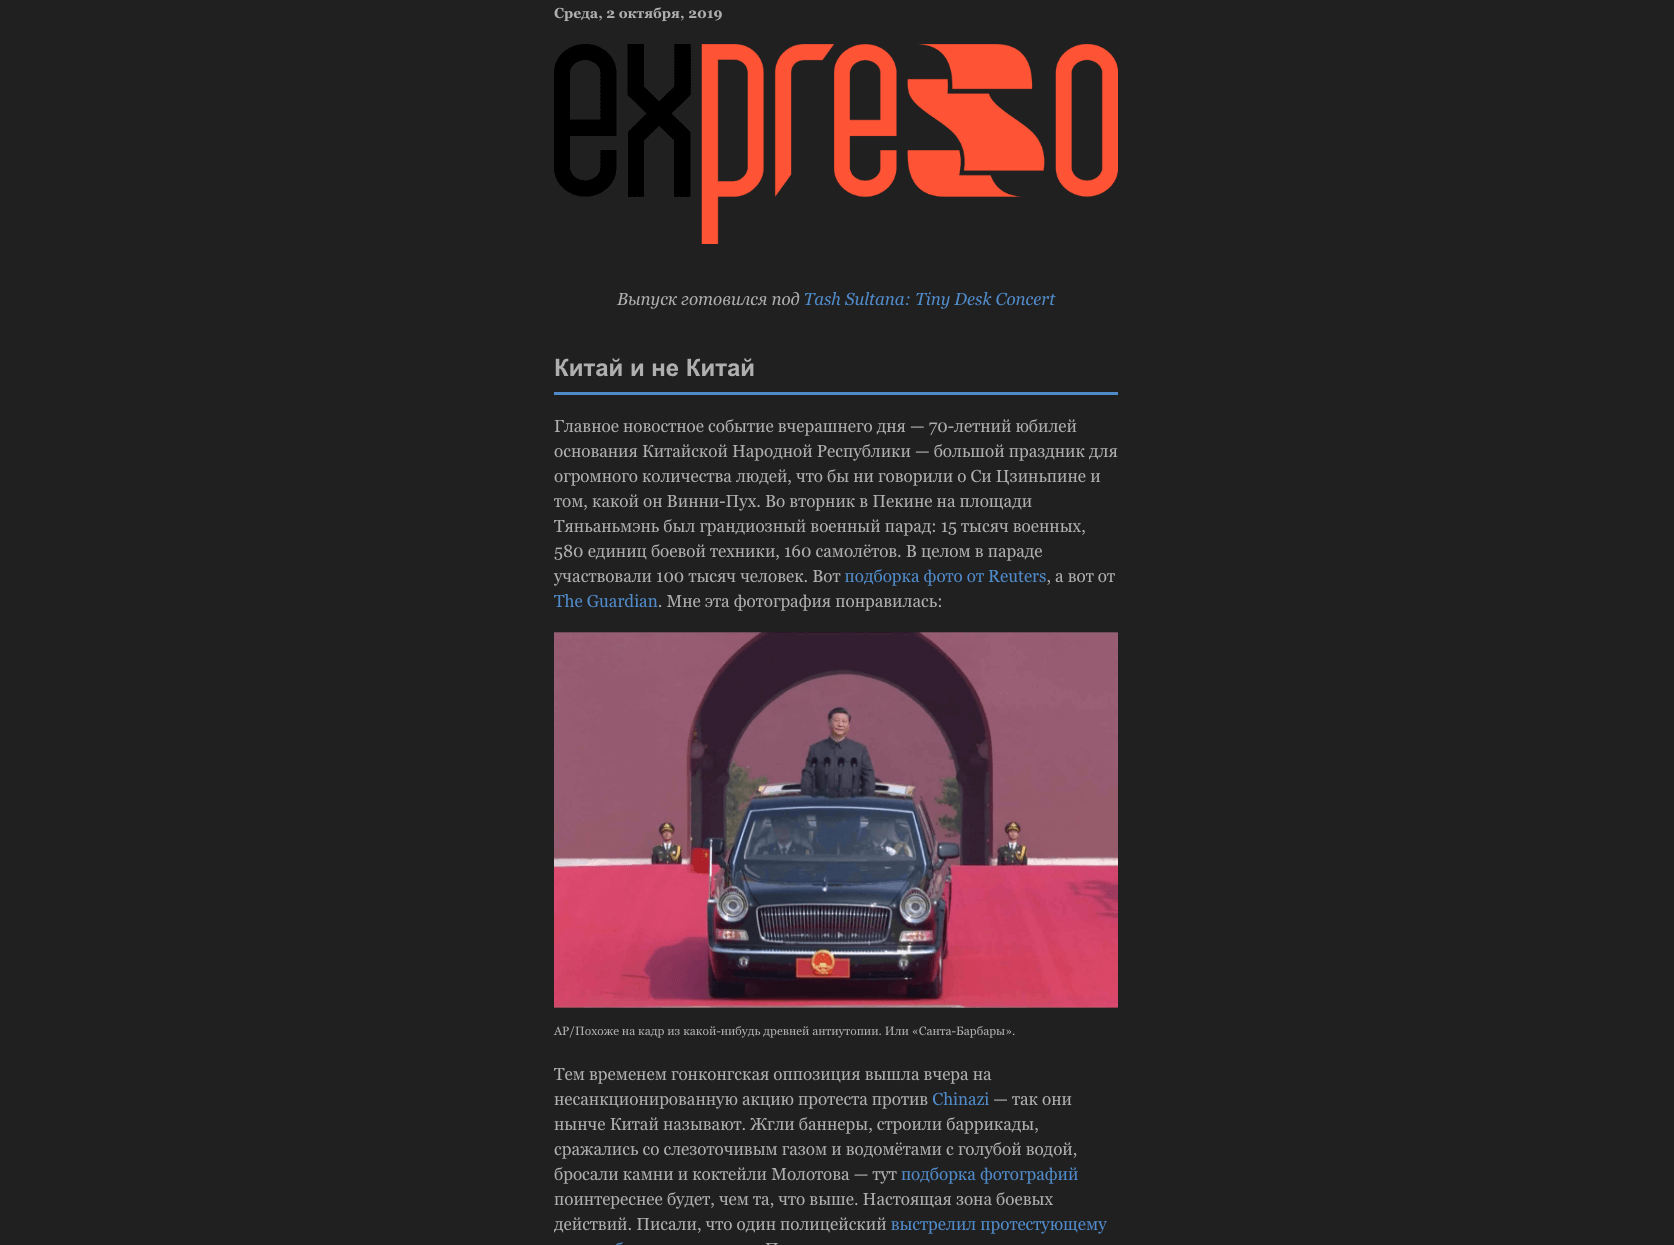 Среда, 2 октября, 2019
expresso
Выпуск готовился под Tash Sultana: Tiny Desk Concert
Китай и не Китай
Главное новостное событие вчерашнего дня — 70-летний юбилей
основания Китайской Народной Республики — большой праздник для
огромного количества людей, что бы ни говорили о Си Цзиньпине и
том, какой он Винни-Пух. Во вторник в Пекине на площади
Тяньаньмэнь был грандиозный военный парад: 15 тысяч военных,
580 единиц боевой техники, 160 самолётов. В целом в параде
участвовали 100 тысяч человек. Вот подборка фото от Reuters, а вот от
The Guardian. Мне эта фотография понравилась:
AP/Похоже на кадр из какой-нибудь древней антиутопии. Или «Санта-Барбары».
Тем временем гонконгская оппозиция вышла вчера на
несанкционированную акцию протеста против Chinazi — так они
нынче Китай называют. Жгли баннеры, строили баррикады,
сражались со слезоточивым газом и водомётами с голубой водой,
бросали камни и коктейли Молотова — тут подборка фотографий
поинтереснее будет, чем та, что выше. Настоящая зона боевых
действий. Писали, что один полицейский выстрелил протестующему